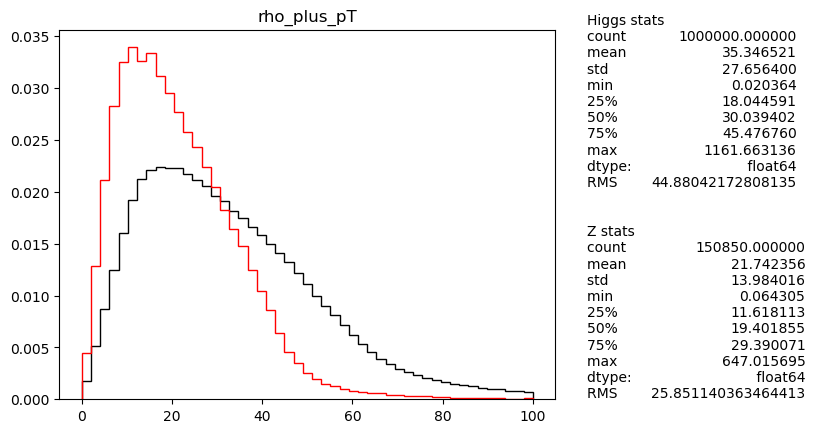 rho_plus_pT
0.035
0.030
0.025
0.020
0.015
0.010
0.005
0.000
0 20 40 60 80 100
Higgs stats
count 1000000.000000
mean 35.346521
std 27.656400
min 0.020364
25% 18.044591
50% 30.039402
75% 45.476760
max 1161.663136
dtype: float64
RMS 44.88042172808135
Z stats
count 150850.000000
mean 21.742356
std 13.984016
min 0.064305
25% 11.618113
50% 19.401855
75% 29.390071
max 647.015695
dtype: float64
RMS 25.851140363464413